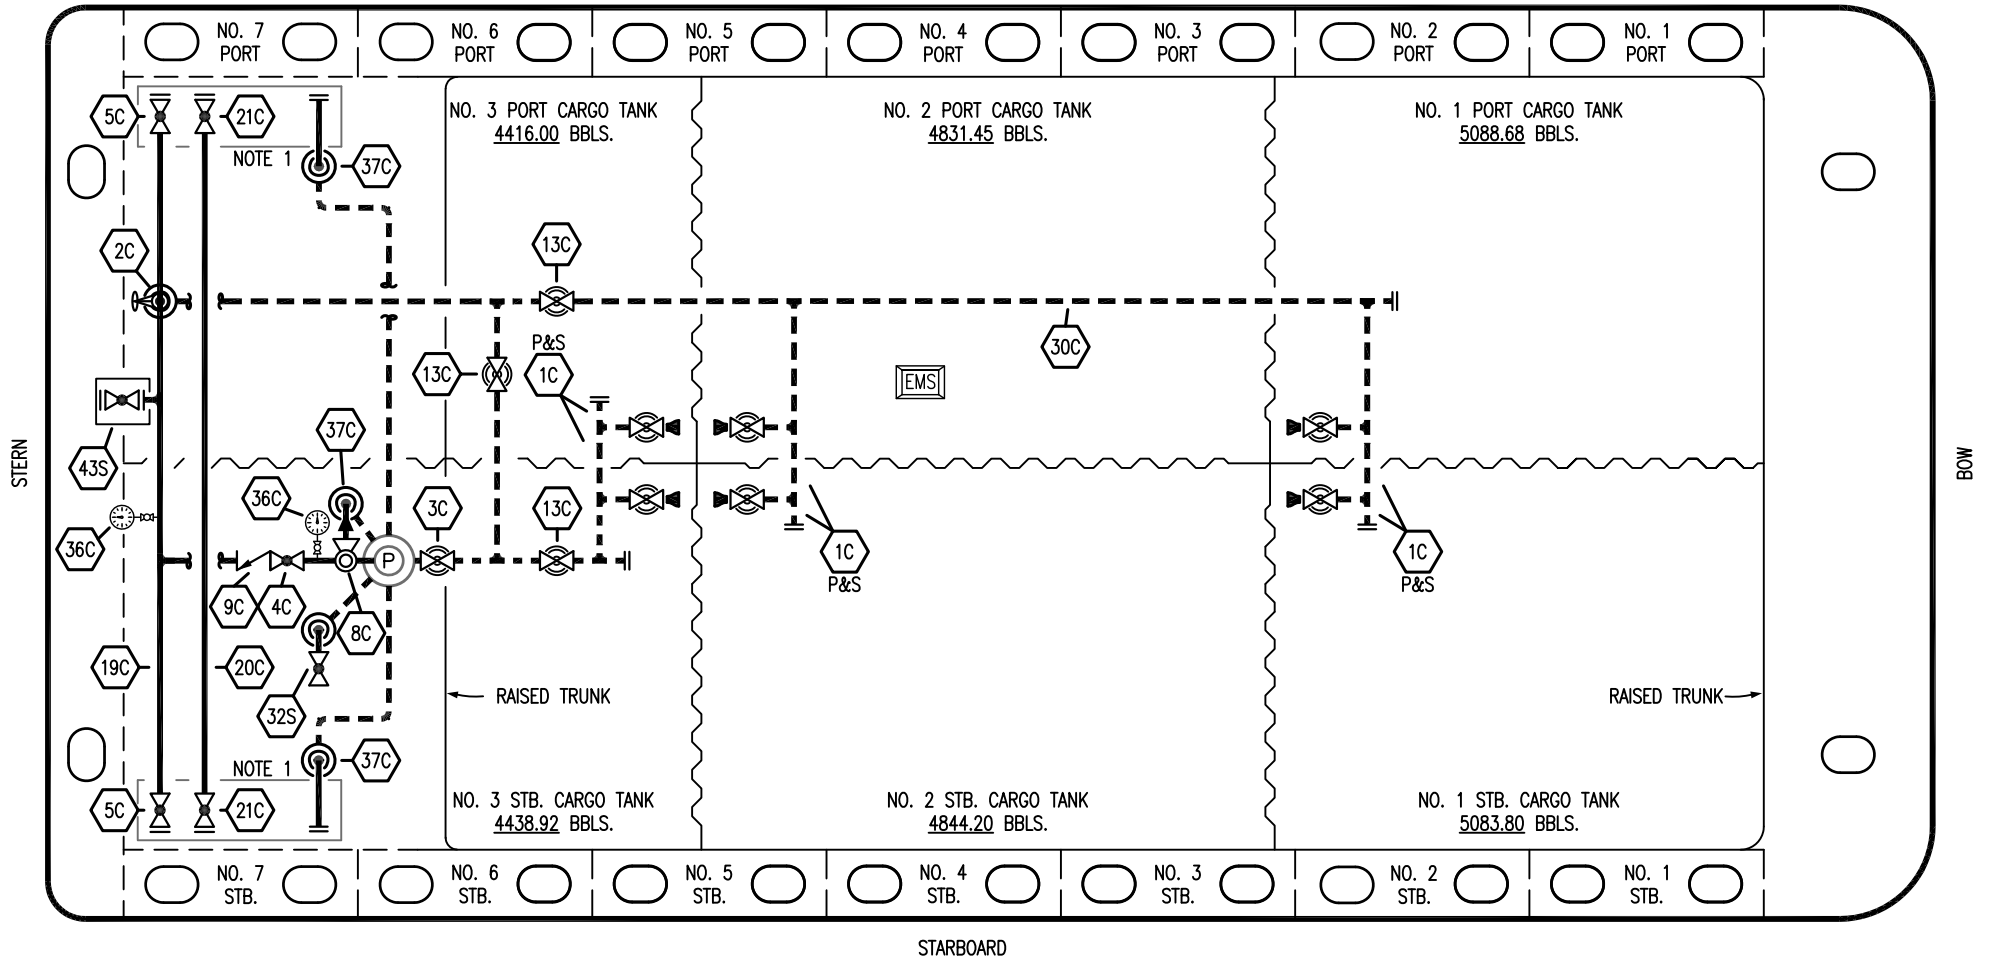 NO. 7
PORT
NO. 6
PORT
NO. 5
PORT
NO. 4
PORT
NO. 3
PORT
NO. 2
PORT
NO. 1
PORT
5C
21C
NOTE 1
37C
NO. 3 PORT CARGO TANK
4416.00 BBLS.
NO. 2 PORT CARGO TANK
4831.45 BBLS.
NO. 1 PORT CARGO TANK
5088.68 BBLS.
2C
13C
30C
P&S
1C
13C
EMS
STERN
BOW
43S
37C
36C
36C
3C
13C
P
9C
4C
8C
1C
P&S
1C
P&S
19C
20C
32S
RAISED TRUNK
RAISED TRUNK
NOTE 1
37C
5C
21C
NO. 3 STB. CARGO TANK
4438.92 BBLS.
NO. 2 STB. CARGO TANK
4844.20 BBLS.
NO. 1 STB. CARGO TANK
5083.80 BBLS.
NO. 7
STB.
NO. 6
STB.
NO. 5
STB.
NO. 4
STB.
NO. 3
STB.
NO. 2
STB.
NO. 1
STB.
STARBOARD